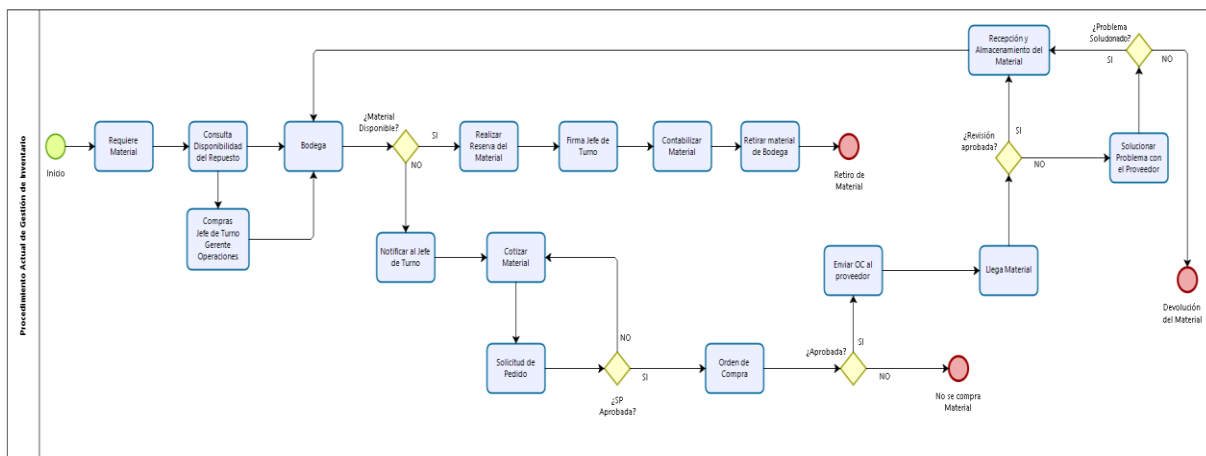 Procedimiento Actual de Gestión de Inventario
Inicio
Requiere
Material
Consulta
Disponibilidad
del Repuesto
Compras
Jefe de Turno
Gerente
Operaciones
Bodega
¿Material
Disponible?
SI
NO
Realizar
Reserva del
Material
Firma Jefe de
Turno
Contabilizar
Material
Retirar material
de Bodega
Retiro de
Material
Notificar al Jefe
de Turno
Cotizar
Material
Solicitud de
Pedido
NO
SI
¿SP
Aprobada?
Orden de
Compra
¿Aprobada?
SI
NO
No se compra
Material
Enviar OC al
proveedor
Llega Material
¿Revisión
aprobada?
SI
NO
Recepción y
Almacenamiento del
Material
Solucionar
Problema con
el Proveedor
¿Problema
Soludonado?
SI
NO
Devolución
del Material